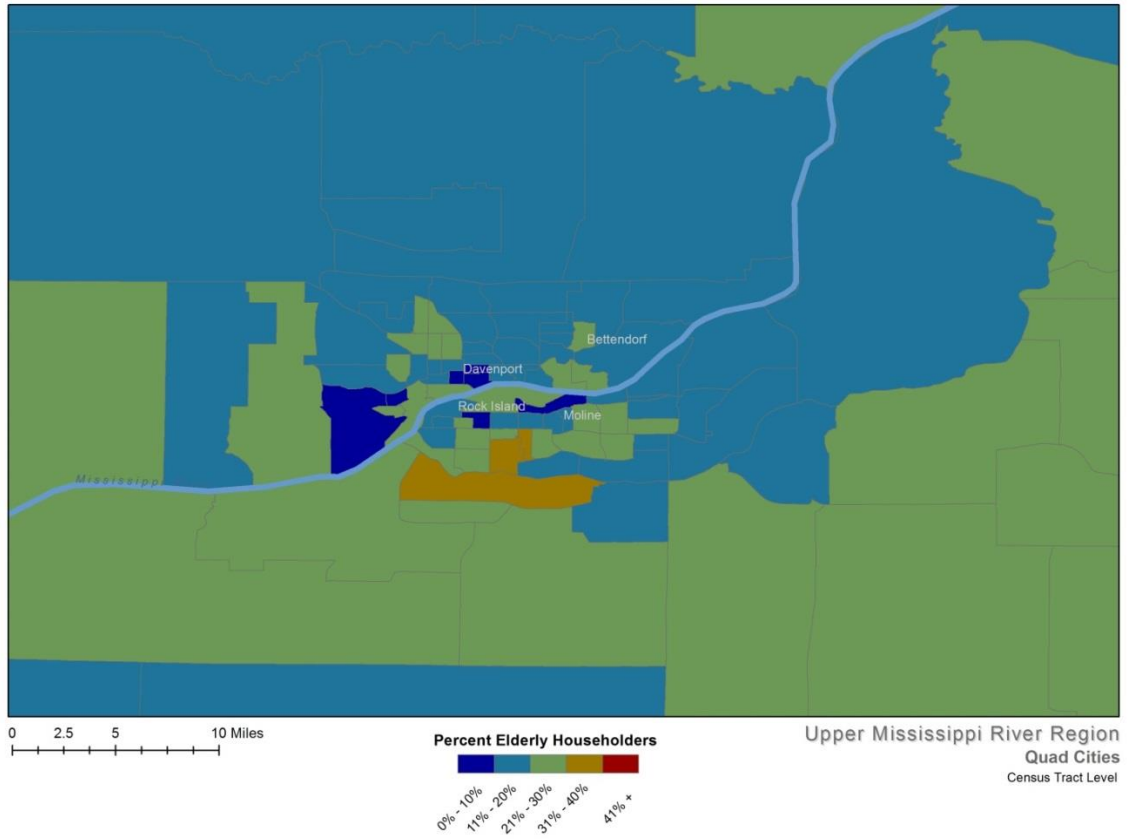 Bettendorf
Davenport
Rock Island
Moline
Mississippi
0 2.5 5 10 Miles
Percent Elderly Householders
0% - 10%
11% - 20%
21% - 30%
31% - 40%
41% +
Upper Mississippi River Region
Quad Cities
Census Tract Level